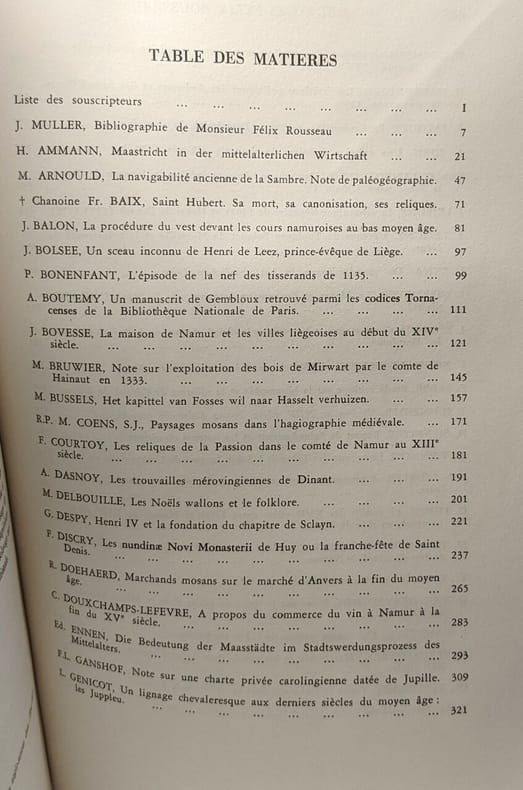 TABLE DES MATIERES
Liste des souscripteurs ... ... ... ... ... ... ... ... I
J. MULLER, Bibliographie de Monsieur Félix Rousseau ... ... ... 7
H. AMMANN, Maastricht in der mittelalterlichen Wirtschaft ... ... 21
M. ARNOULD, La navigabilité ancienne de la Sambre. Note de paléogéographie. 47
† Chanoine Fr. BAIX, Saint Hubert. Sa mort, sa canonisation, ses reliques. 71
J. BALON, La procédure du vest devant les cours namuroises au bas moyen âge. 81
J. BOLSEE, Un sceau inconnu de Henri de Leez, prince-évêque de Liège. ... 97
P. BONENFANT, L'épisode de la nef des tisserands de 1135. ... ... 99
A. BOUTEMY, Un manuscrit de Gembloux retrouvé parmi les codices Torna-
censes de la Bibliothèque Nationale de Paris. ... ... ... ... 111
J. BOVESSE, La maison de Namur et les villes liégeoises au début du XIVe
siècle. ... ... ... ... ... ... ... ... ... ... 121
M. BRUWIER, Note sur l'exploitation des bois de Mirwart par le comte de
Hainaut en 1333. ... ... ... ... ... ... ... ... 145
M. BUSSELS, Het kapittel van Fosses wil naar Hasselt verhuizen. ... ... 157
R.P. M. COENS, S.J., Paysages mosans dans l'hagiographie médiévale. ... 171
F. COURTOY, Les reliques de la Passion dans le comté de Namur au XIIIe
siècle. ... ... ... ... ... ... ... ... ... ... 181
A. DASNOY, Les trouvailles mérovingiennes de Dinant. ... ... ... 191
M. DELBOUILLE, Les Noëls wallons et le folklore. ... ... ... ... 201
G. DESPY, Henri IV et la fondation du chapitre de Sclayn. ... ... ... 221
F. DISCRY, Les nundinæ Novi Monasterii de Huy ou la franche-fête de Saint
Denis. ... ... ... ... ... ... ... ... ... ... 237
R. DOEHAERD, Marchands mosans sur le marché d'Anvers à la fin du moyen
âge. ... ... ... ... ... ... ... ... ... ... 265
C. DOUXCHAMPS-LEFEVRE, A propos du commerce du vin à Namur à la
fin du XVe siècle. ... ... ... ... ... ... ... ... 283
Ed. ENNEN, Die Bedeutung der Maasstädte im Stadtswerdungsprozess des
Mittelalters. ... ... ... ... ... ... ... ... 293
F.L. GANSHOF, Note sur une charte privée carolingienne datée de Jupille. 309
L. GENICOT, Un lignage chevaleresque aux derniers siècles du moyen âge :
les Juppleu. ... ... ... ... ... ... ... ... 321